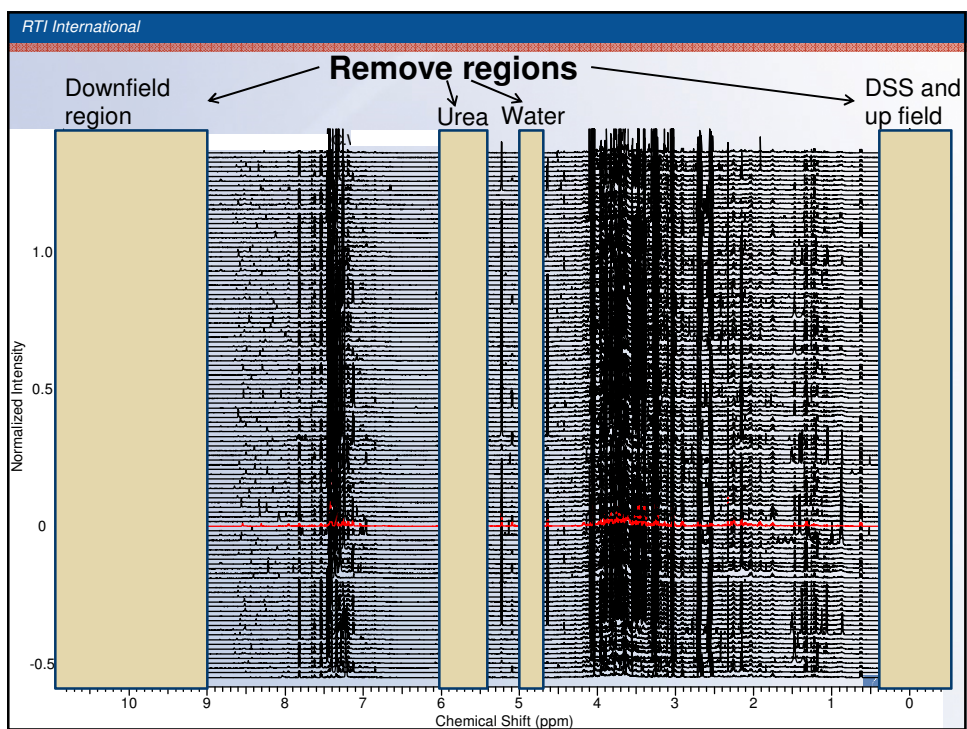 RTI International
Remove regions
Downfield
region
Urea
Water
DSS and
up field
1.0
0.5
0
-0.5
Normalized Intensity
10 9 8 7 6 5 4 3 2 1 0
Chemical Shift (ppm)